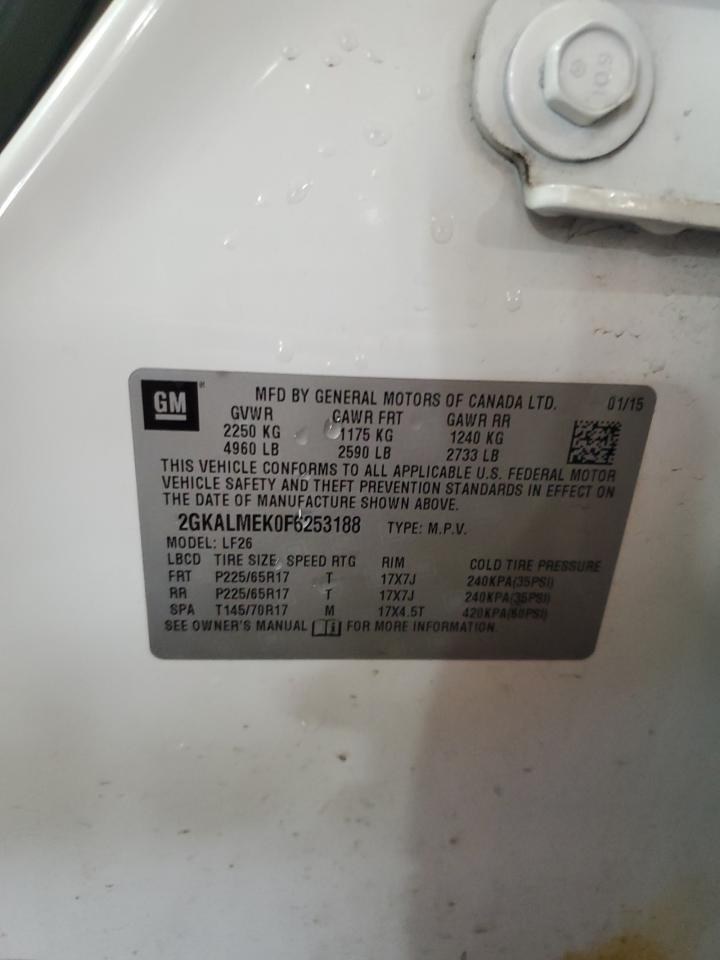 10.9
GM
MFD BY GENERAL MOTORS OF CANADA LTD. 01/15
GVWR GAWR FRT GAWR RR
2250 KG 1175 KG 1240 KG
4960 LB 2590 LB 2733 LB
THIS VEHICLE CONFORMS TO ALL APPLICABLE U.S. FEDERAL MOTOR
VEHICLE SAFETY AND THEFT PREVENTION STANDARDS IN EFFECT ON
THE DATE OF MANUFACTURE SHOWN ABOVE.
2GKALMEK0F6253188 TYPE: M.P.V.
MODEL: LF26
LBCD TIRE SIZE SPEED RTG RIM COLD TIRE PRESSURE
FRT P225/65R17 T 17X7J 240KPA(35PSI)
RR P225/65R17 T 17X7J 240KPA(35PSI)
SPA T145/70R17 M 17X4.5T 420KPA(60PSI)
SEE OWNER'S MANUAL FOR MORE INFORMATION.